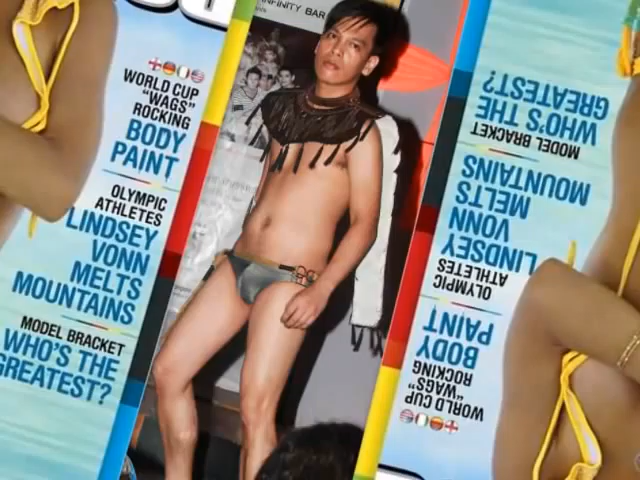 WORLD CUP
"WAGS"
ROCKING
BODY
PAINT
OLYMPIC
ATHLETES
LINDSEY
VONN
MELTS
MOUNTAINS
MODEL BRACKET
WHO'S THE
GREATEST?
INFINITY BAR
WORLD CUP
"WAGS"
ROCKING
BODY
PAINT
OLYMPIC
ATHLETES
LINDSEY
VONN
MELTS
MOUNTAINS
MODEL BRACKET
WHO'S THE
GREATEST?